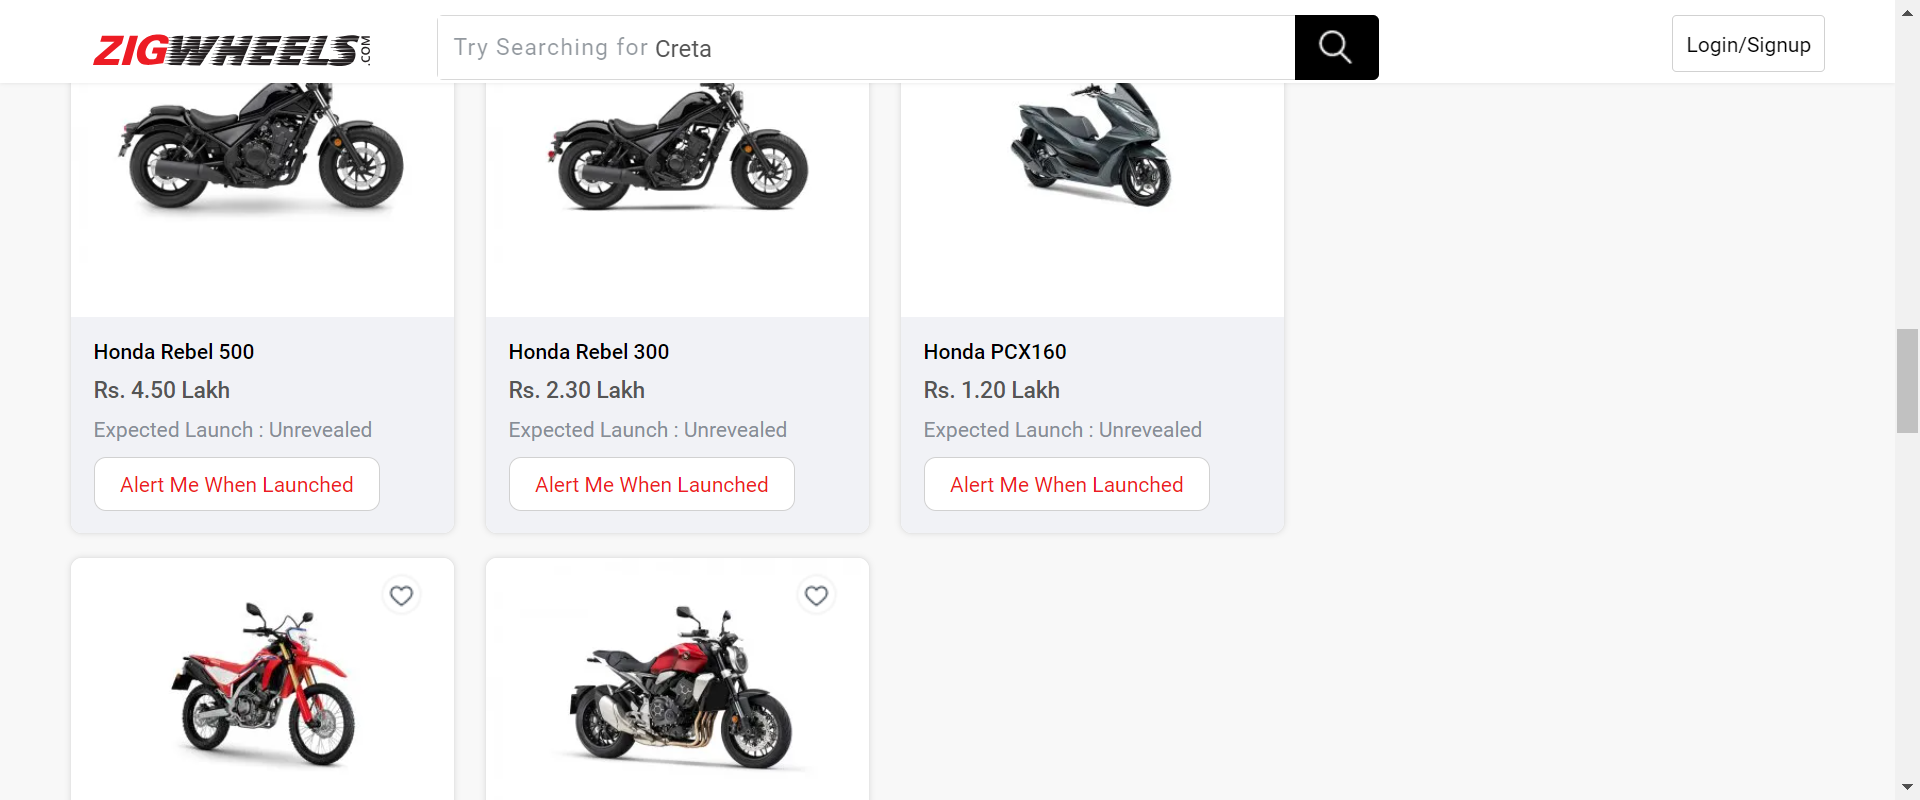 ZIGWHEELS.COM
Try Searching for Creta
Login/Signup
Honda Rebel 500
Rs. 4.50 Lakh
Expected Launch : Unrevealed
Alert Me When Launched
Honda Rebel 300
Rs. 2.30 Lakh
Expected Launch : Unrevealed
Alert Me When Launched
Honda PCX160
Rs. 1.20 Lakh
Expected Launch : Unrevealed
Alert Me When Launched